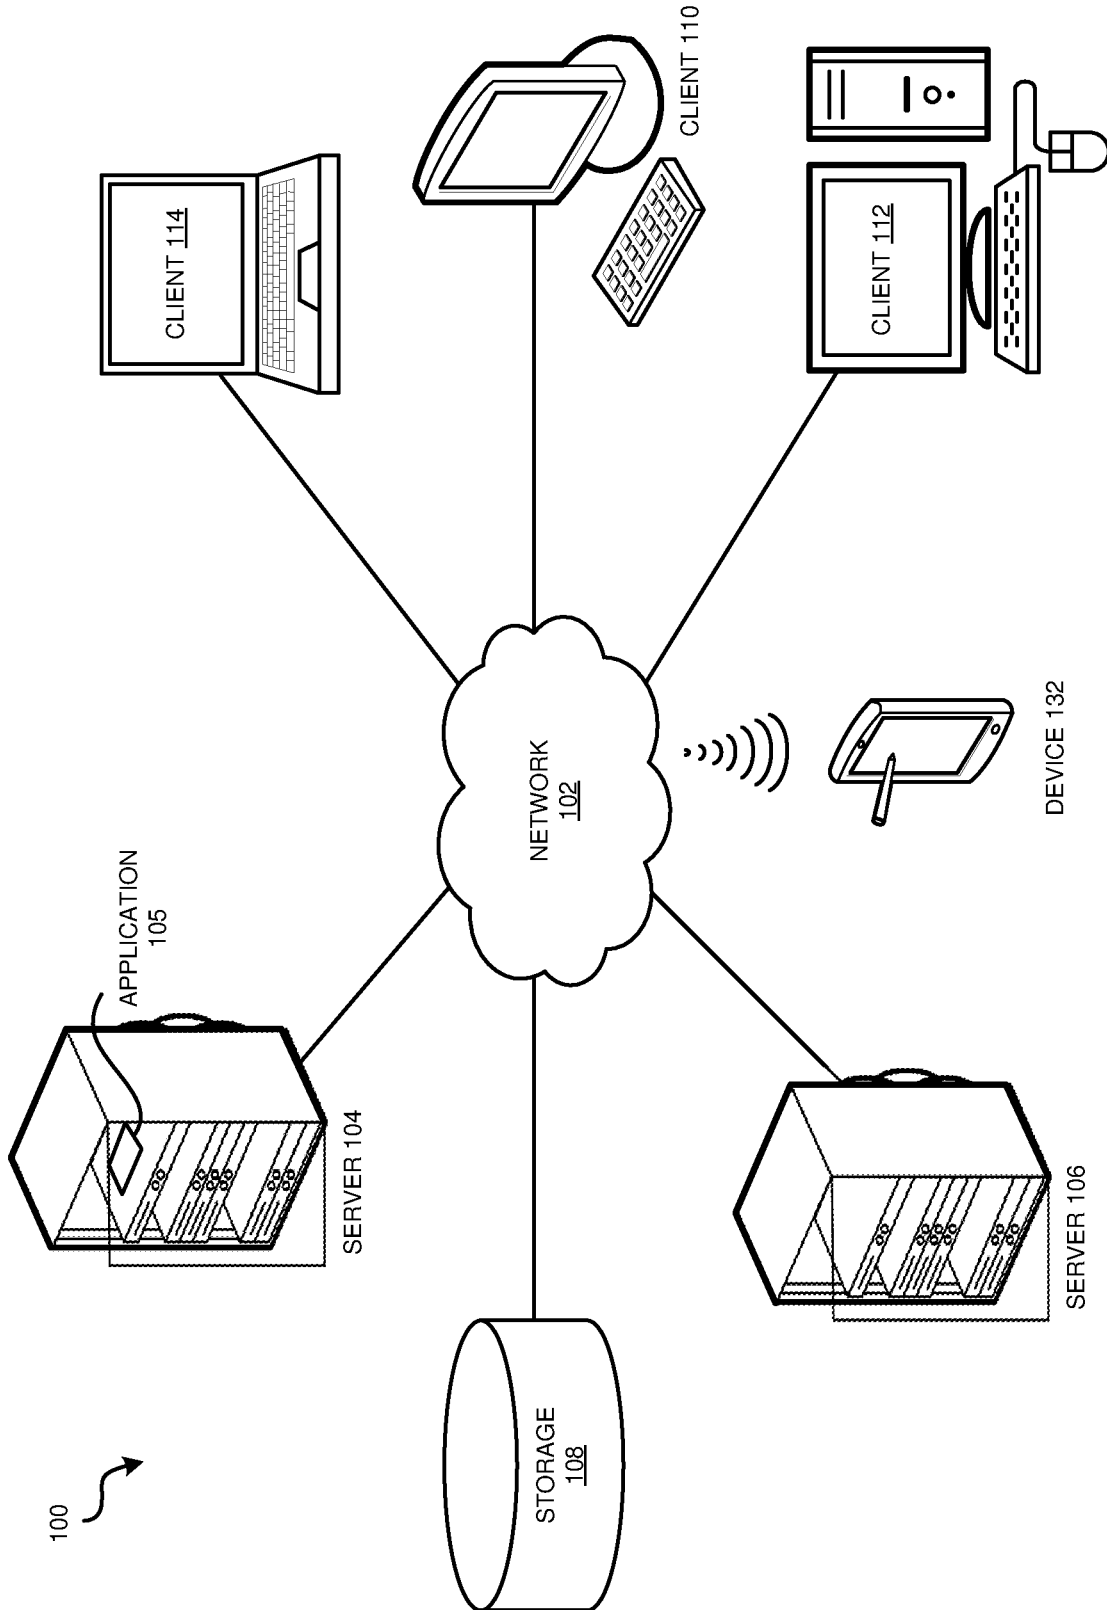 100
APPLICATION
105
SERVER 104
CLIENT 114
STORAGE
108
NETWORK
102
CLIENT 110
SERVER 106
DEVICE 132
CLIENT 112